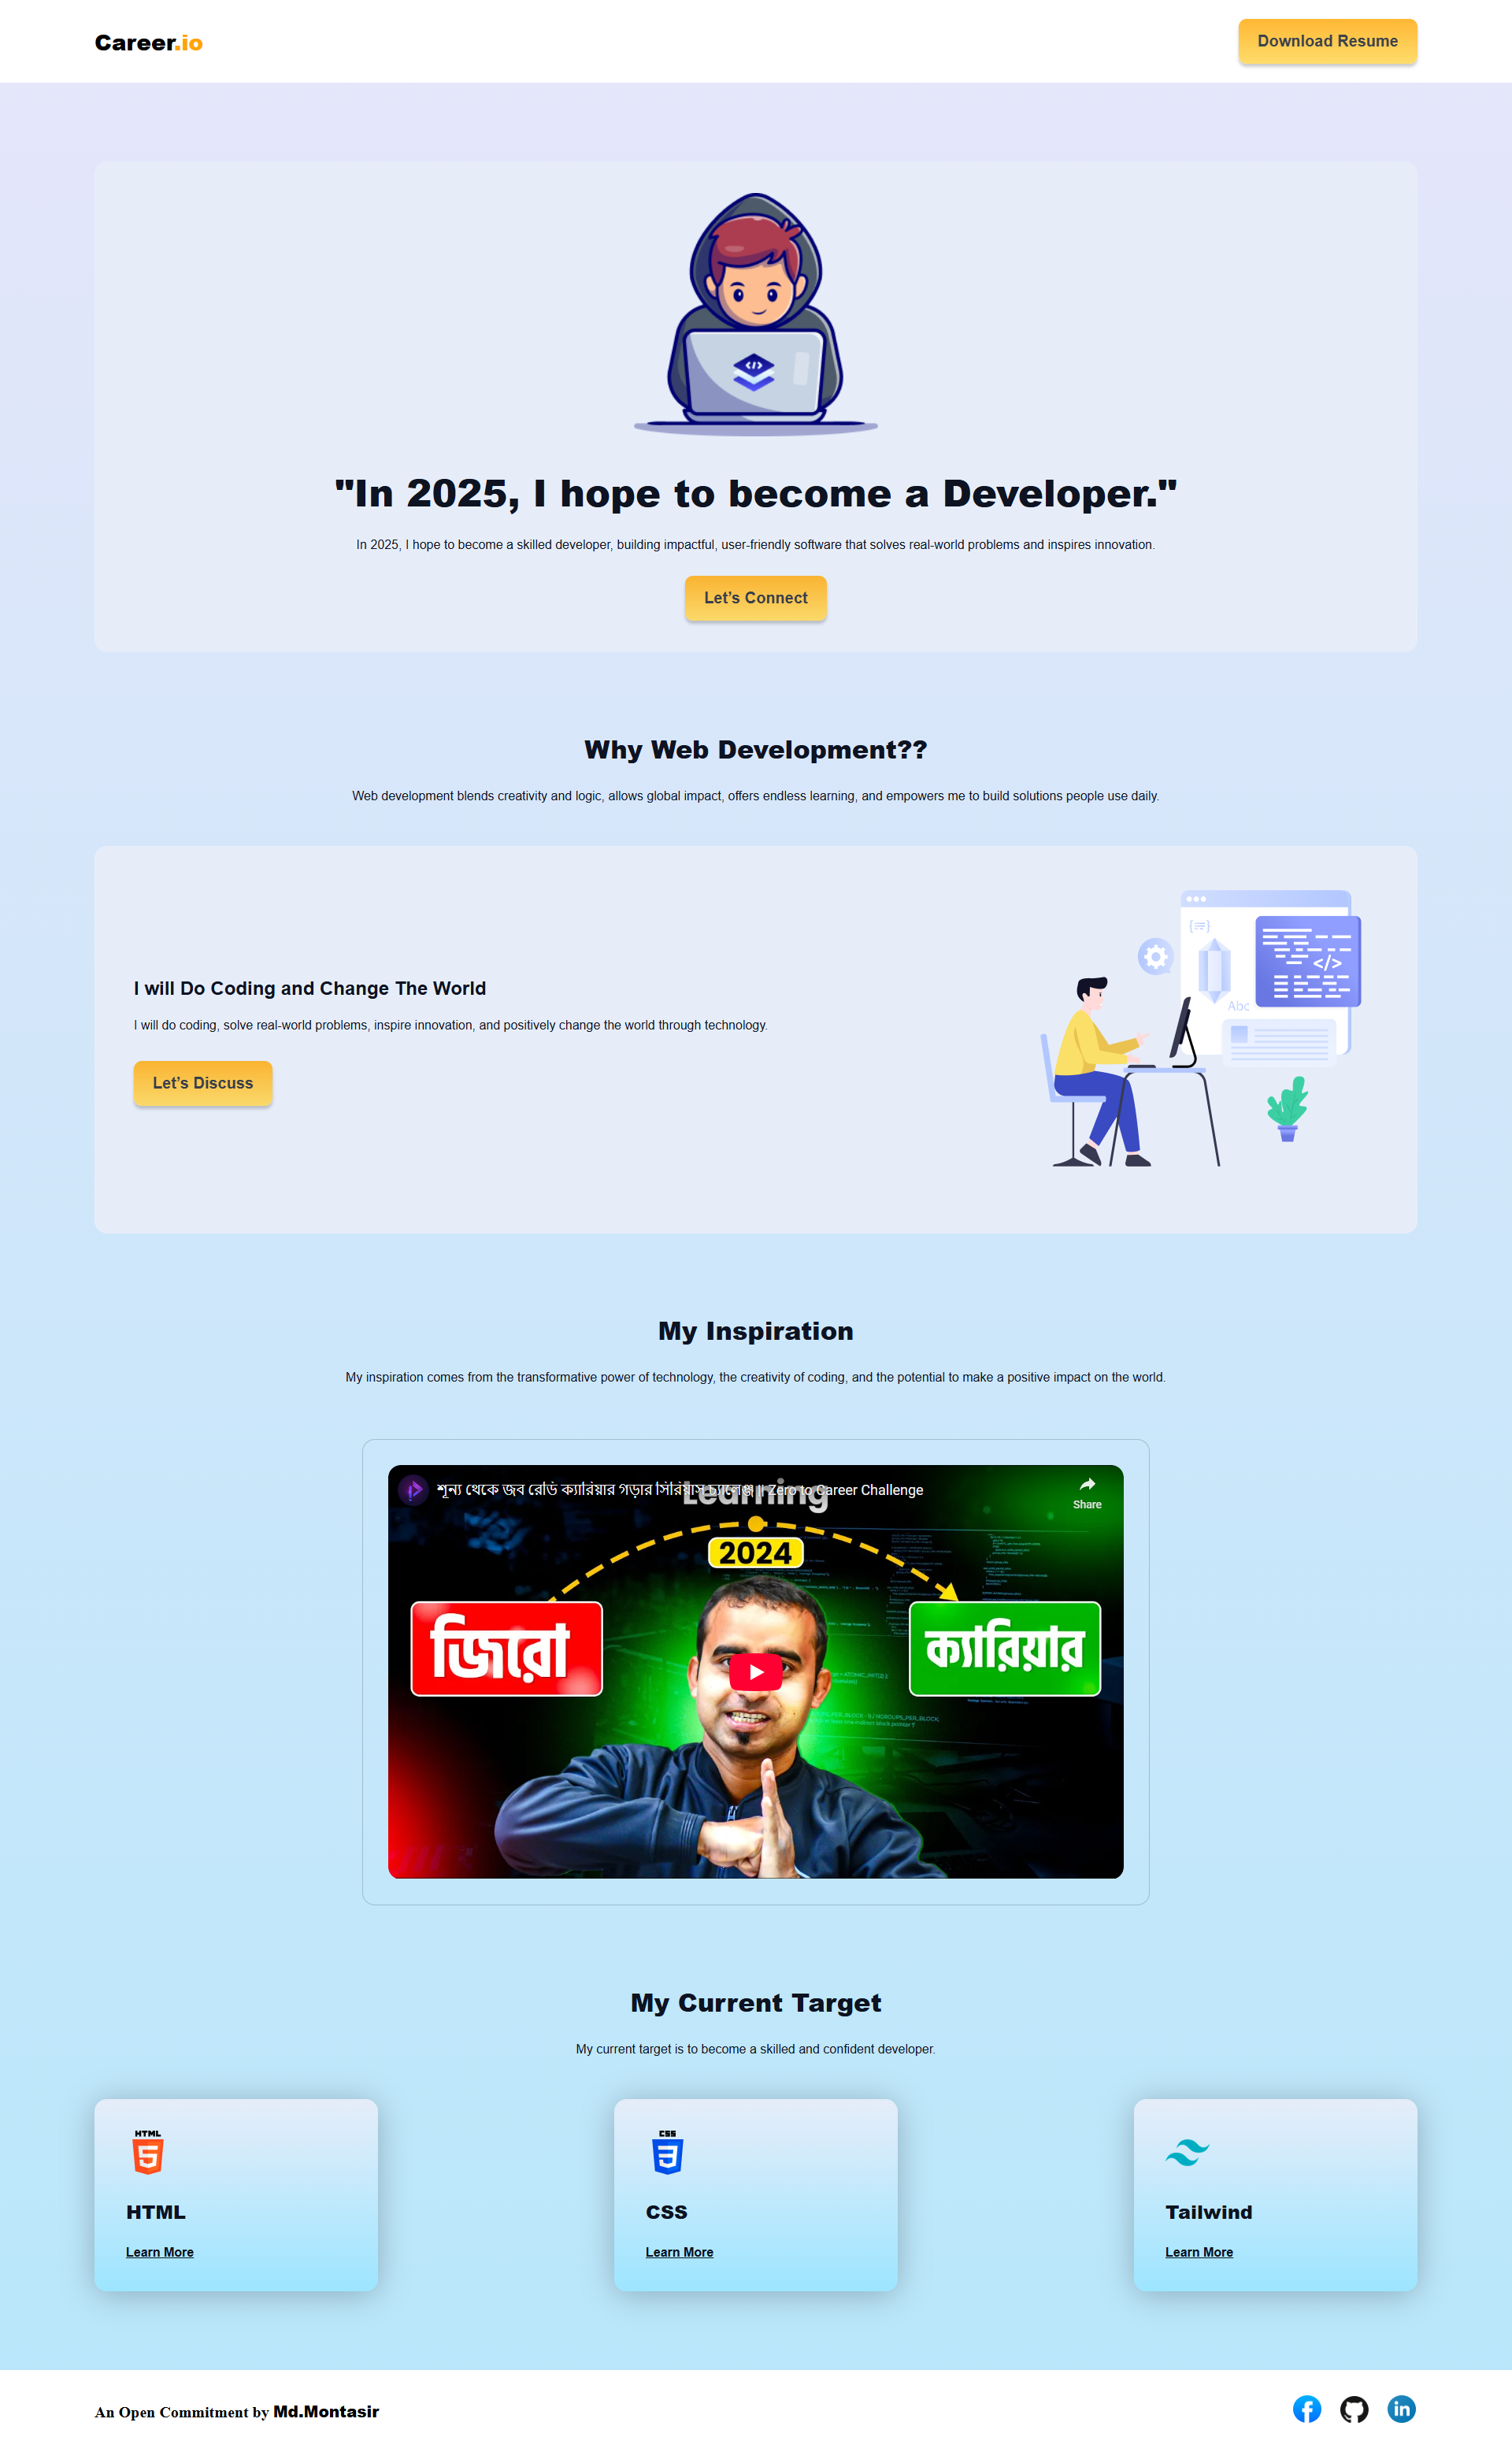 Career.io
Download Resume
"In 2025, I hope to become a Developer."
In 2025, I hope to become a skilled developer, building impactful, user-friendly software that solves real-world problems and inspires innovation.
Let’s Connect
Why Web Development??
Web development blends creativity and logic, allows global impact, offers endless learning, and empowers me to build solutions people use daily.
I will Do Coding and Change The World
I will do coding, solve real-world problems, inspire innovation, and positively change the world through technology.
Let’s Discuss
{==}
</>
Abc
My Inspiration
My inspiration comes from the transformative power of technology, the creativity of coding, and the potential to make a positive impact on the world.
শূন্য থেকে জব রেডি ক্যারিয়ার গড়ার সিরিয়াস চ্যালেঞ্জ || Zero to Career Challenge
Learning
Share
2024
জিরো
ক্যারিয়ার
My Current Target
My current target is to become a skilled and confident developer.
HTML
HTML
Learn More
CSS
CSS
Learn More
Tailwind
Learn More
An Open Commitment by Md.Montasir